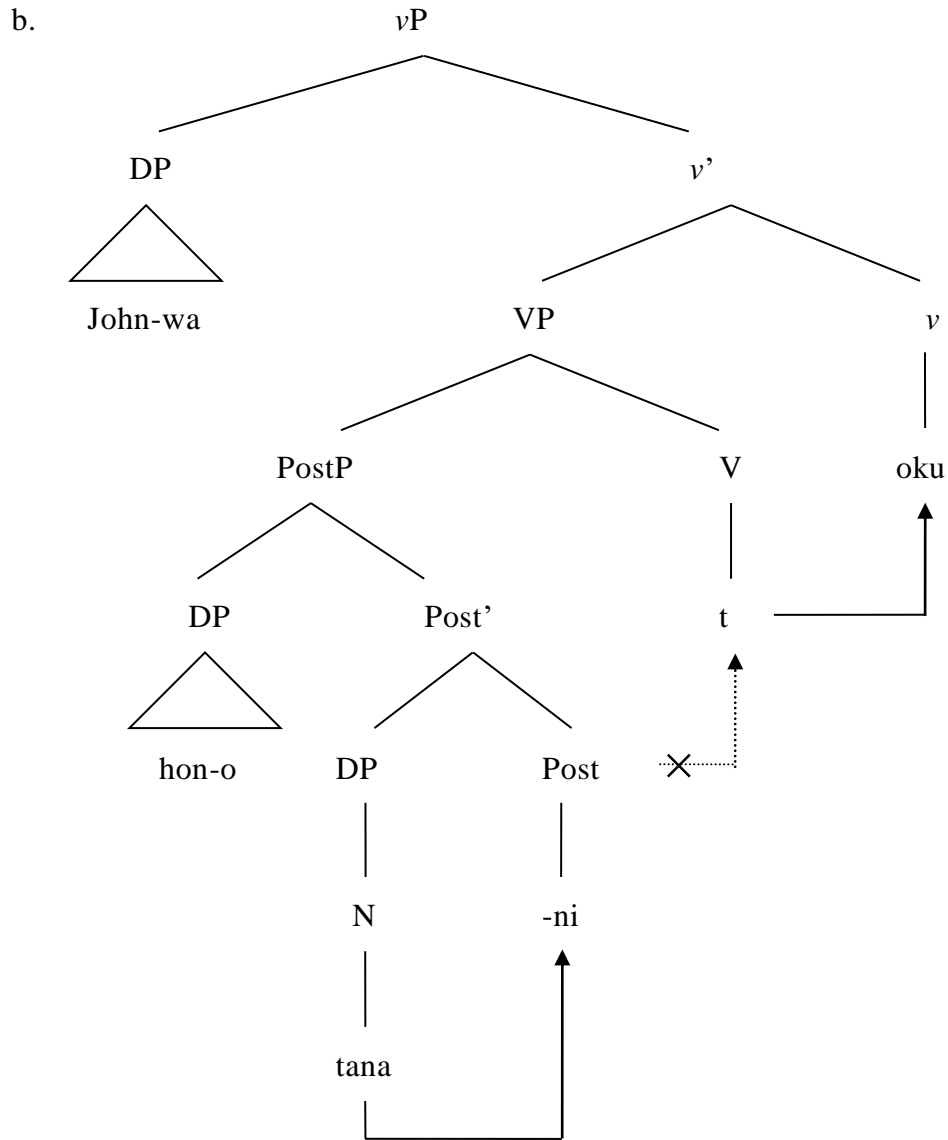 b.
vP
DP v’
John-wa VP v
PostP V oku
DP Post’ t
hon-o DP Post
N -ni
tana